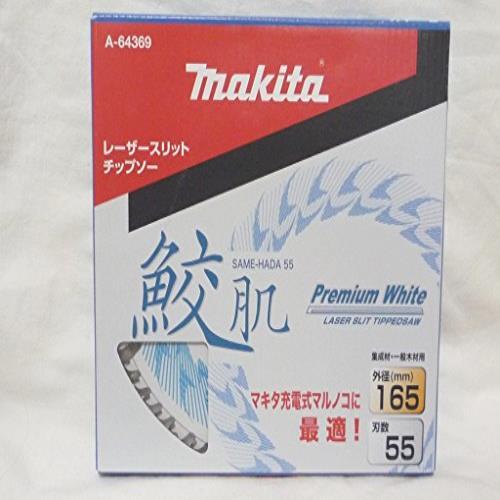 A-64369
makita
レーザースリット
チップソー
鮫肌
SAME-HADA 55
Premium White
LASER SLIT TIPPEDSAW
集成材・一般木材用
外径(mm)
165
マキタ充電式マルノコに
最適!
刃数
55